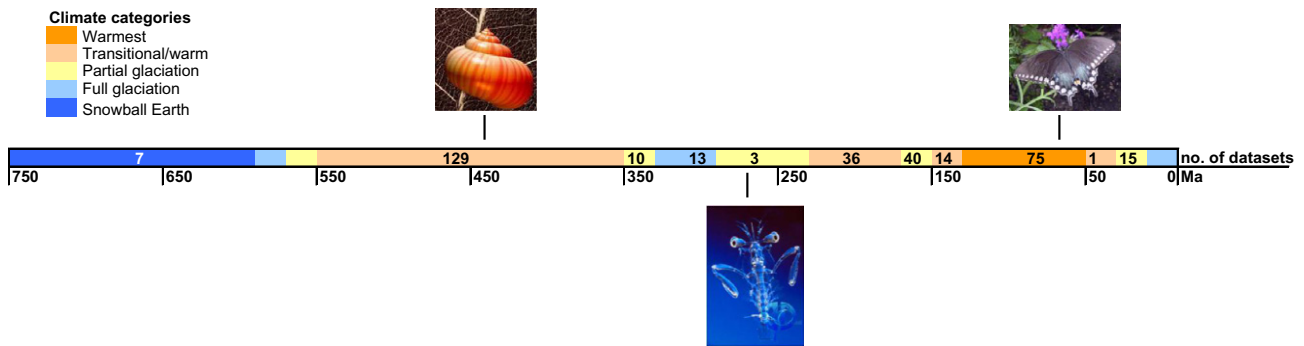 Climate categories
Warmest
Transitional/warm
Partial glaciation
Full glaciation
Snowball Earth
7 129 10 13 3 36 40 14 75 1 15 no. of datasets
750 650 550 450 350 250 150 50 0 Ma